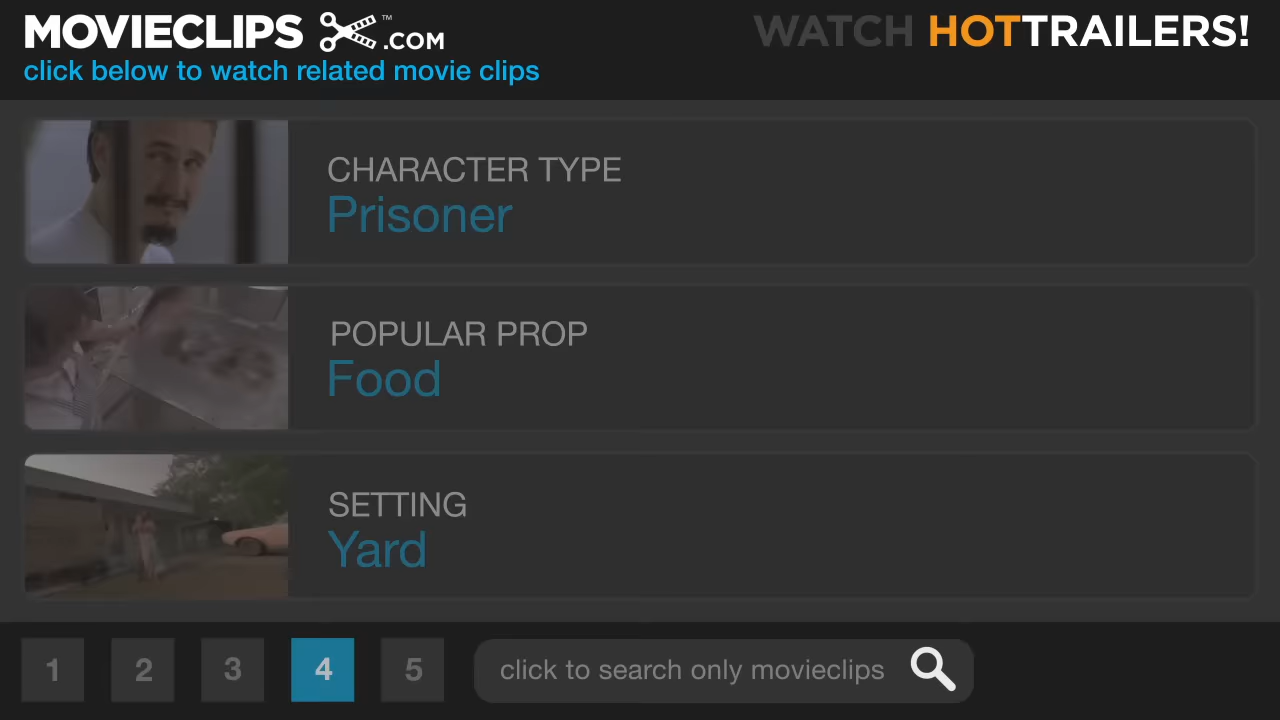 MOVIECLIPS ™ .COM
WATCH HOTTRAILERS!
click below to watch related movie clips
CHARACTER TYPE
Prisoner
POPULAR PROP
Food
SETTING
Yard
1 2 3 4 5
click to search only movieclips